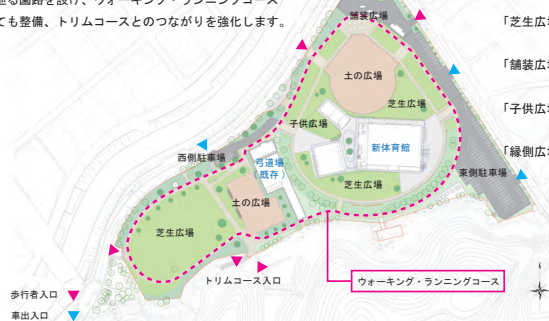 巡る園路を設け、ウォーキング・ランニングコース
ても整備、トリムコースとのつながりを強化します。
「芝生広
「舗装広場
「子供広
「縁側広
舗装広場
土の広場
芝生広場
子供広場
新体育館
西側駐車場
弓道場
(既存)
東側駐車場
芝生広場
土の広場
芝生広場
トリムコース入口
ウォーキング・ランニングコース
歩行者入口
車出入口